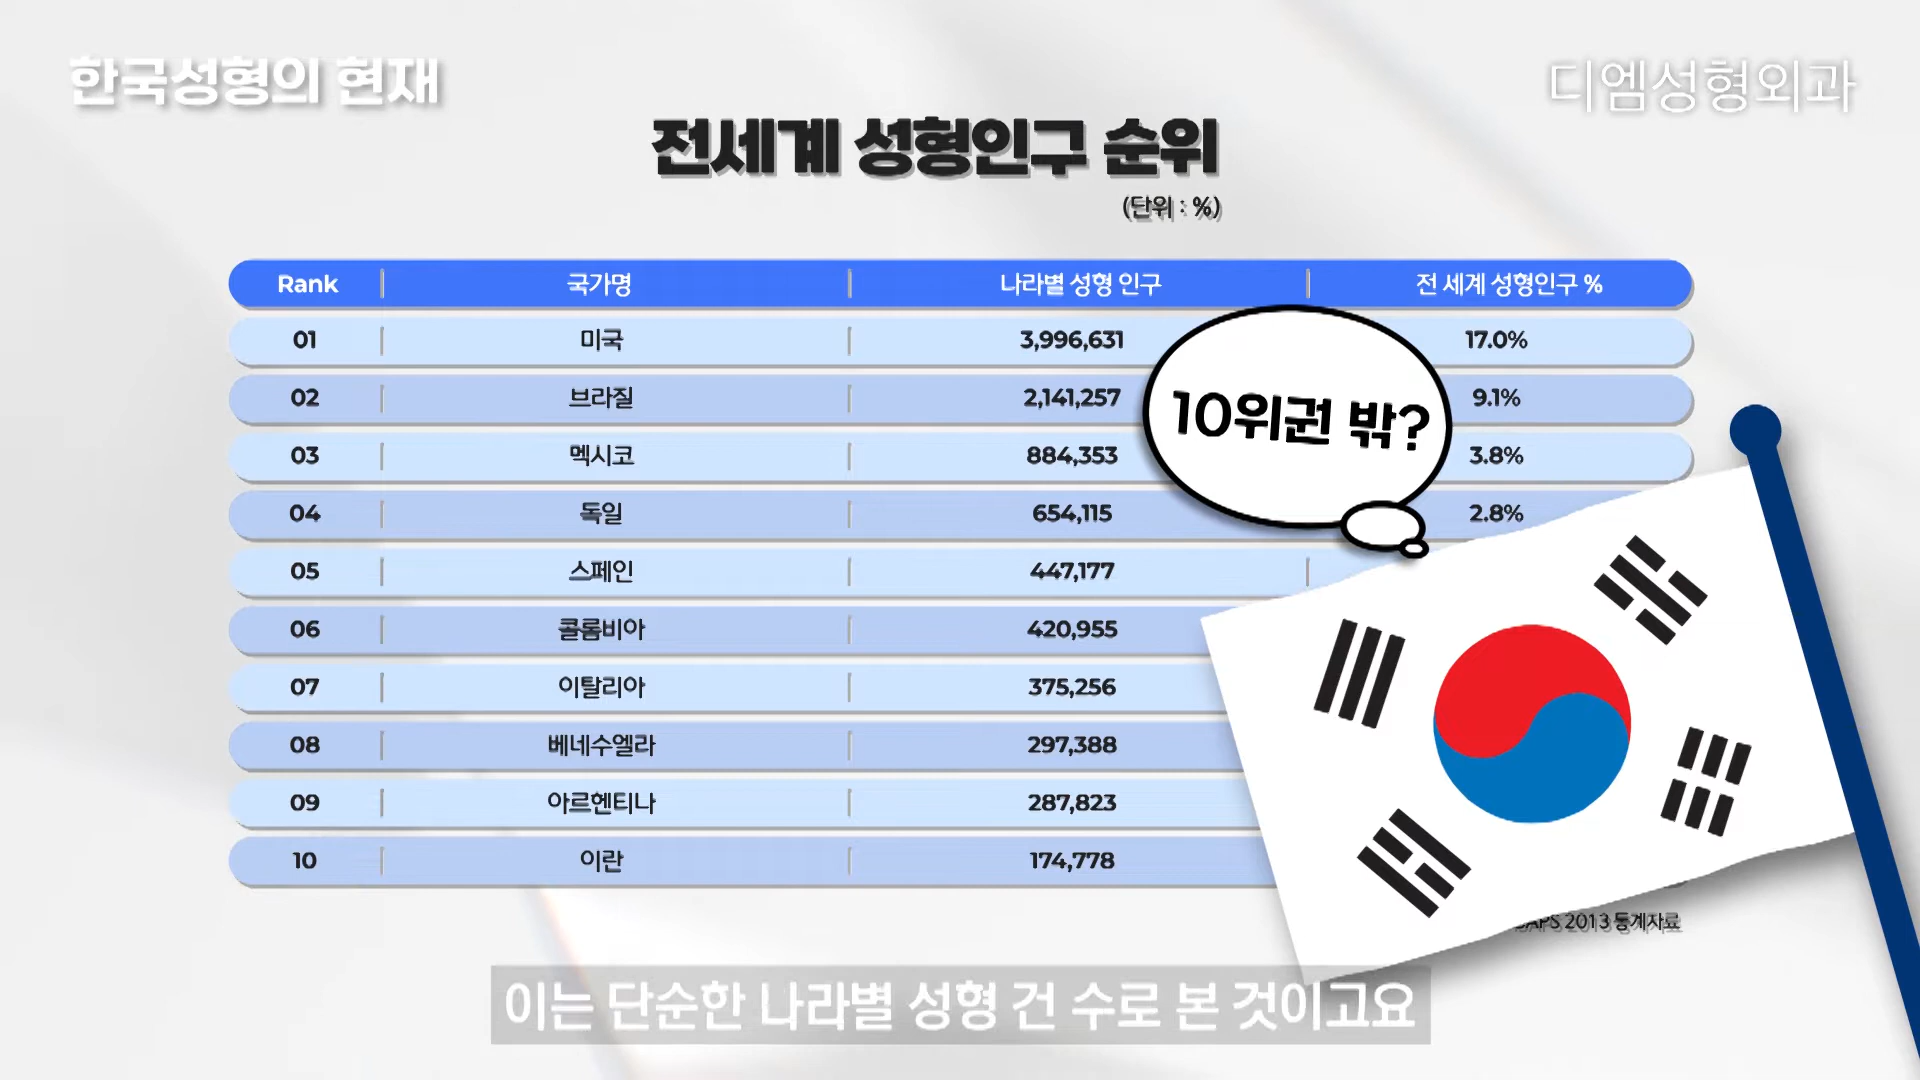 한국성형의 현재
디엠성형외과
전세계 성형인구 순위
(단위 : %)
Rank 국가명 나라별 성형 인구 전 세계 성형인구 %
01 미국 3,996,631 17.0%
02 브라질 2,141,257 9.1%
03 멕시코 884,353 3.8%
04 독일 654,115 2.8%
05 스페인 447,177
06 콜롬비아 420,955
07 이탈리아 375,256
08 베네수엘라 297,388
09 아르헨티나 287,823
10 이란 174,778
10위권 밖?
2013 통계자료
이는 단순한 나라별 성형 건 수로 본 것이고요